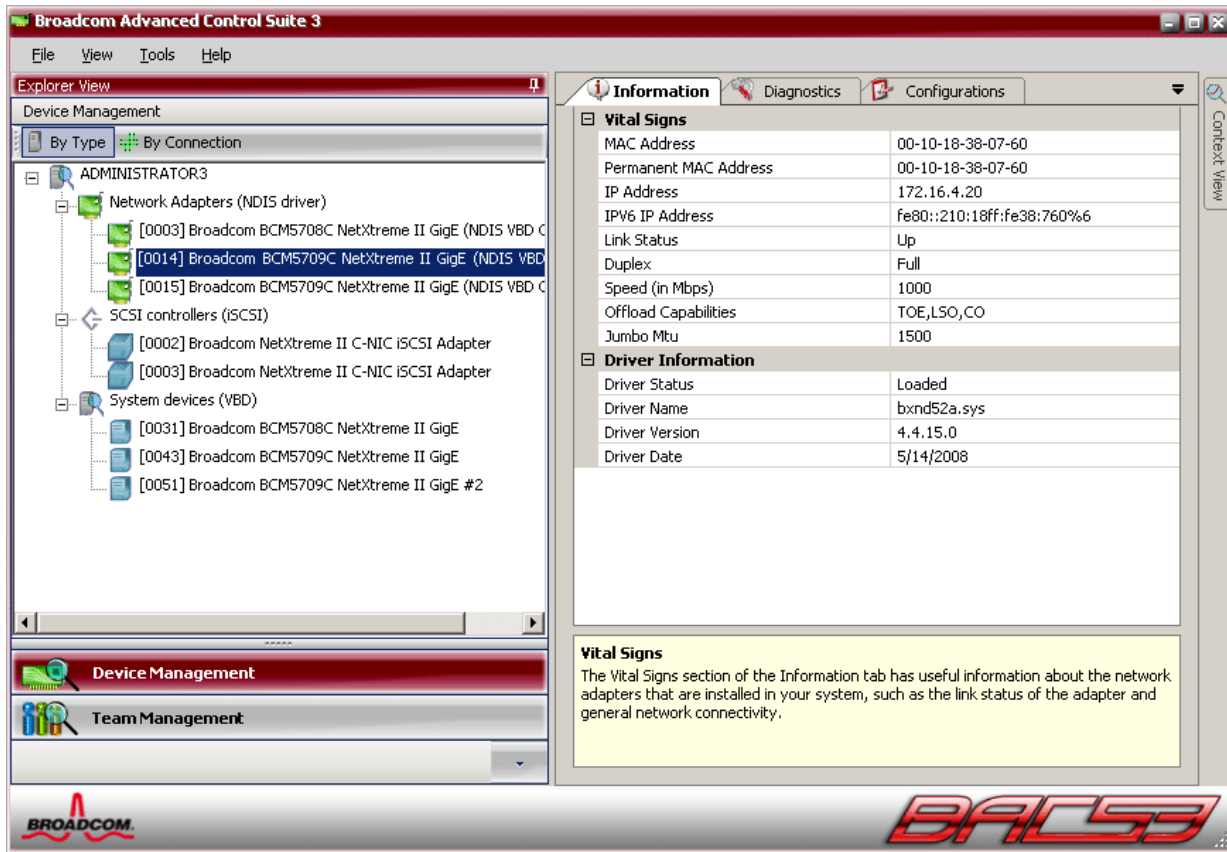 Broadcom Advanced Control Suite 3
File View Tools Help
Explorer View
Device Management
By Type By Connection
ADMINISTRATOR3
Network Adapters (NDIS driver)
[0003] Broadcom BCM5708C NetXtreme II GigE (NDIS VBD C
[0014] Broadcom BCM5709C NetXtreme II GigE (NDIS VBD
[0015] Broadcom BCM5709C NetXtreme II GigE (NDIS VBD C
SCSI controllers (iSCSI)
[0002] Broadcom NetXtreme II C-NIC iSCSI Adapter
[0003] Broadcom NetXtreme II C-NIC iSCSI Adapter
System devices (VBD)
[0031] Broadcom BCM5708C NetXtreme II GigE
[0043] Broadcom BCM5709C NetXtreme II GigE
[0051] Broadcom BCM5709C NetXtreme II GigE #2
Device Management
Team Management
Information Diagnostics Configurations
Vital Signs
MAC Address 00-10-18-38-07-60
Permanent MAC Address 00-10-18-38-07-60
IP Address 172.16.4.20
IPV6 IP Address fe80::210:18ff:fe38:760%6
Link Status Up
Duplex Full
Speed (in Mbps) 1000
Offload Capabilities TOE,LSO,CO
Jumbo Mtu 1500
Driver Information
Driver Status Loaded
Driver Name bxnd52a.sys
Driver Version 4.4.15.0
Driver Date 5/14/2008
Vital Signs
The Vital Signs section of the Information tab has useful information about the network
adapters that are installed in your system, such as the link status of the adapter and
general network connectivity.
Context View
BROADCOM.
BACS3